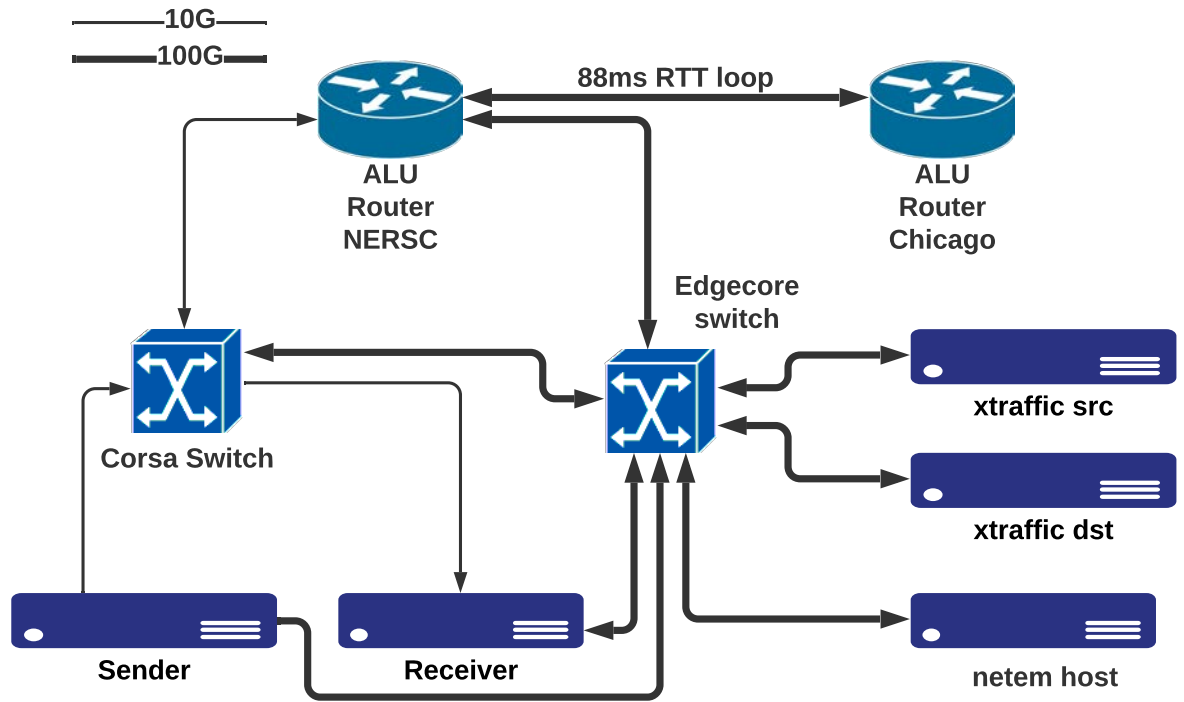 10G
100G
88ms RTT loop
ALU
Router
NERSC
ALU
Router
Chicago
Edgecore
switch
xtraffic src
Corsa Switch
xtraffic dst
Sender
Receiver
netem host